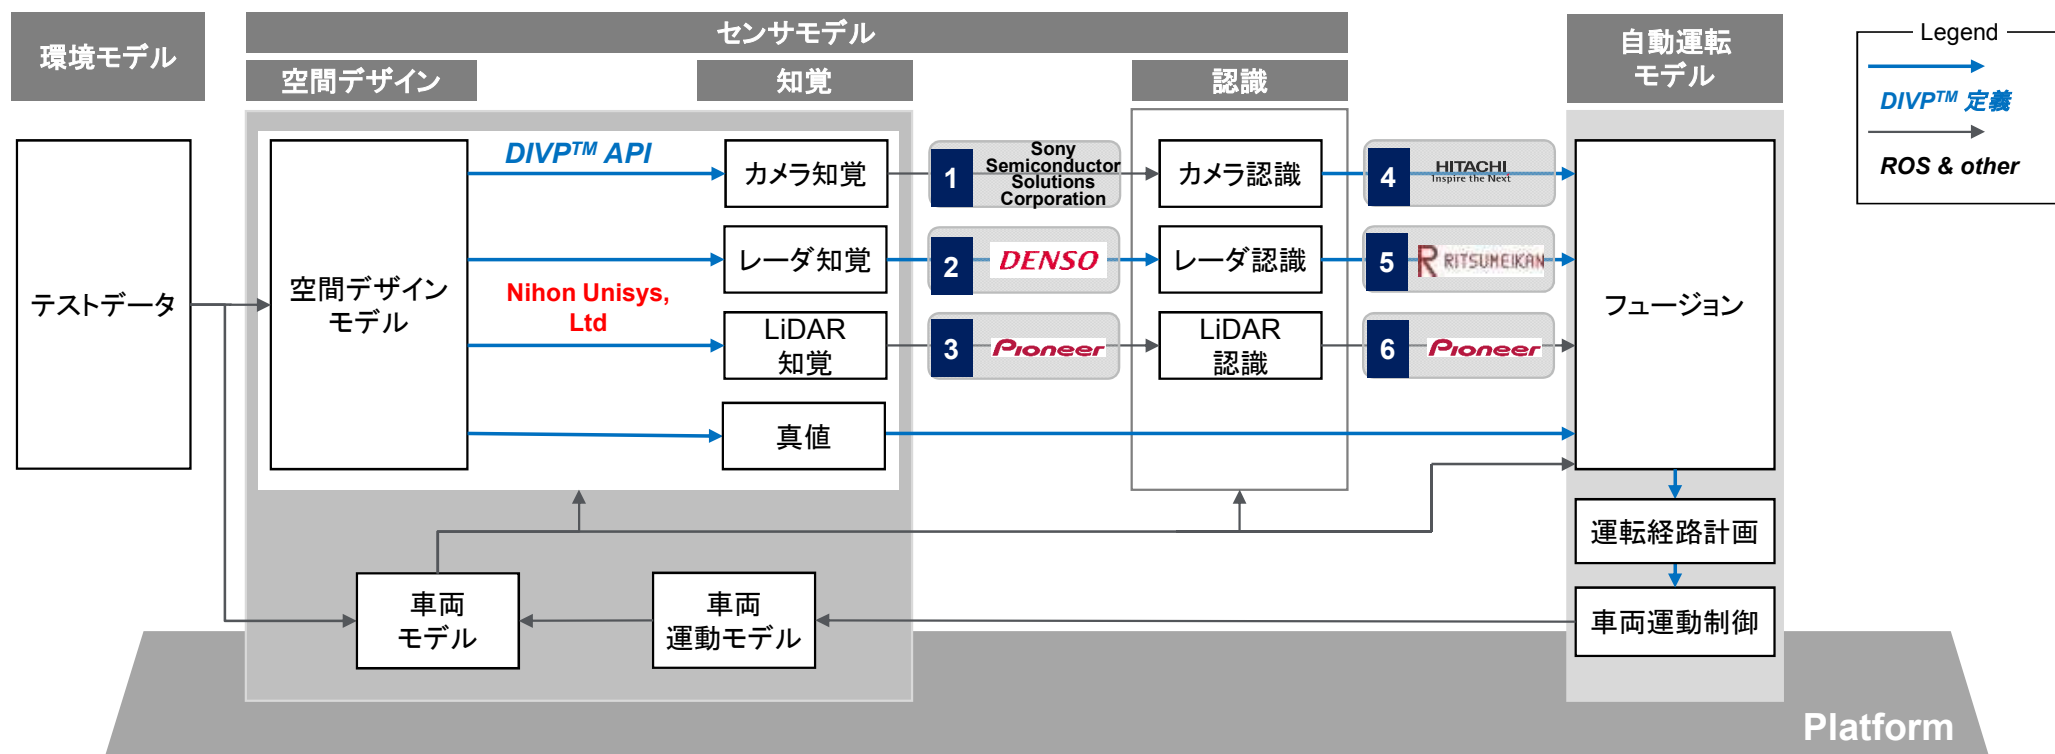 環境モデル
センサモデル
空間デザイン
知覚
認識
自動運転
モデル
Legend
DIVP™ 定義
ROS & other
テストデータ
空間デザイン
モデル
DIVP™ API
Nihon Unisys,
Ltd
カメラ知覚
レーダ知覚
LiDAR
知覚
真値
1
Sony
Semiconductor
Solutions
Corporation
2
DENSO
3
Pioneer
カメラ認識
レーダ認識
LiDAR
認識
4
HITACHI
Inspire the Next
5
R RITSUMEIKAN
6
Pioneer
フュージョン
運転経路計画
車両運動制御
車両
モデル
車両
運動モデル
Platform